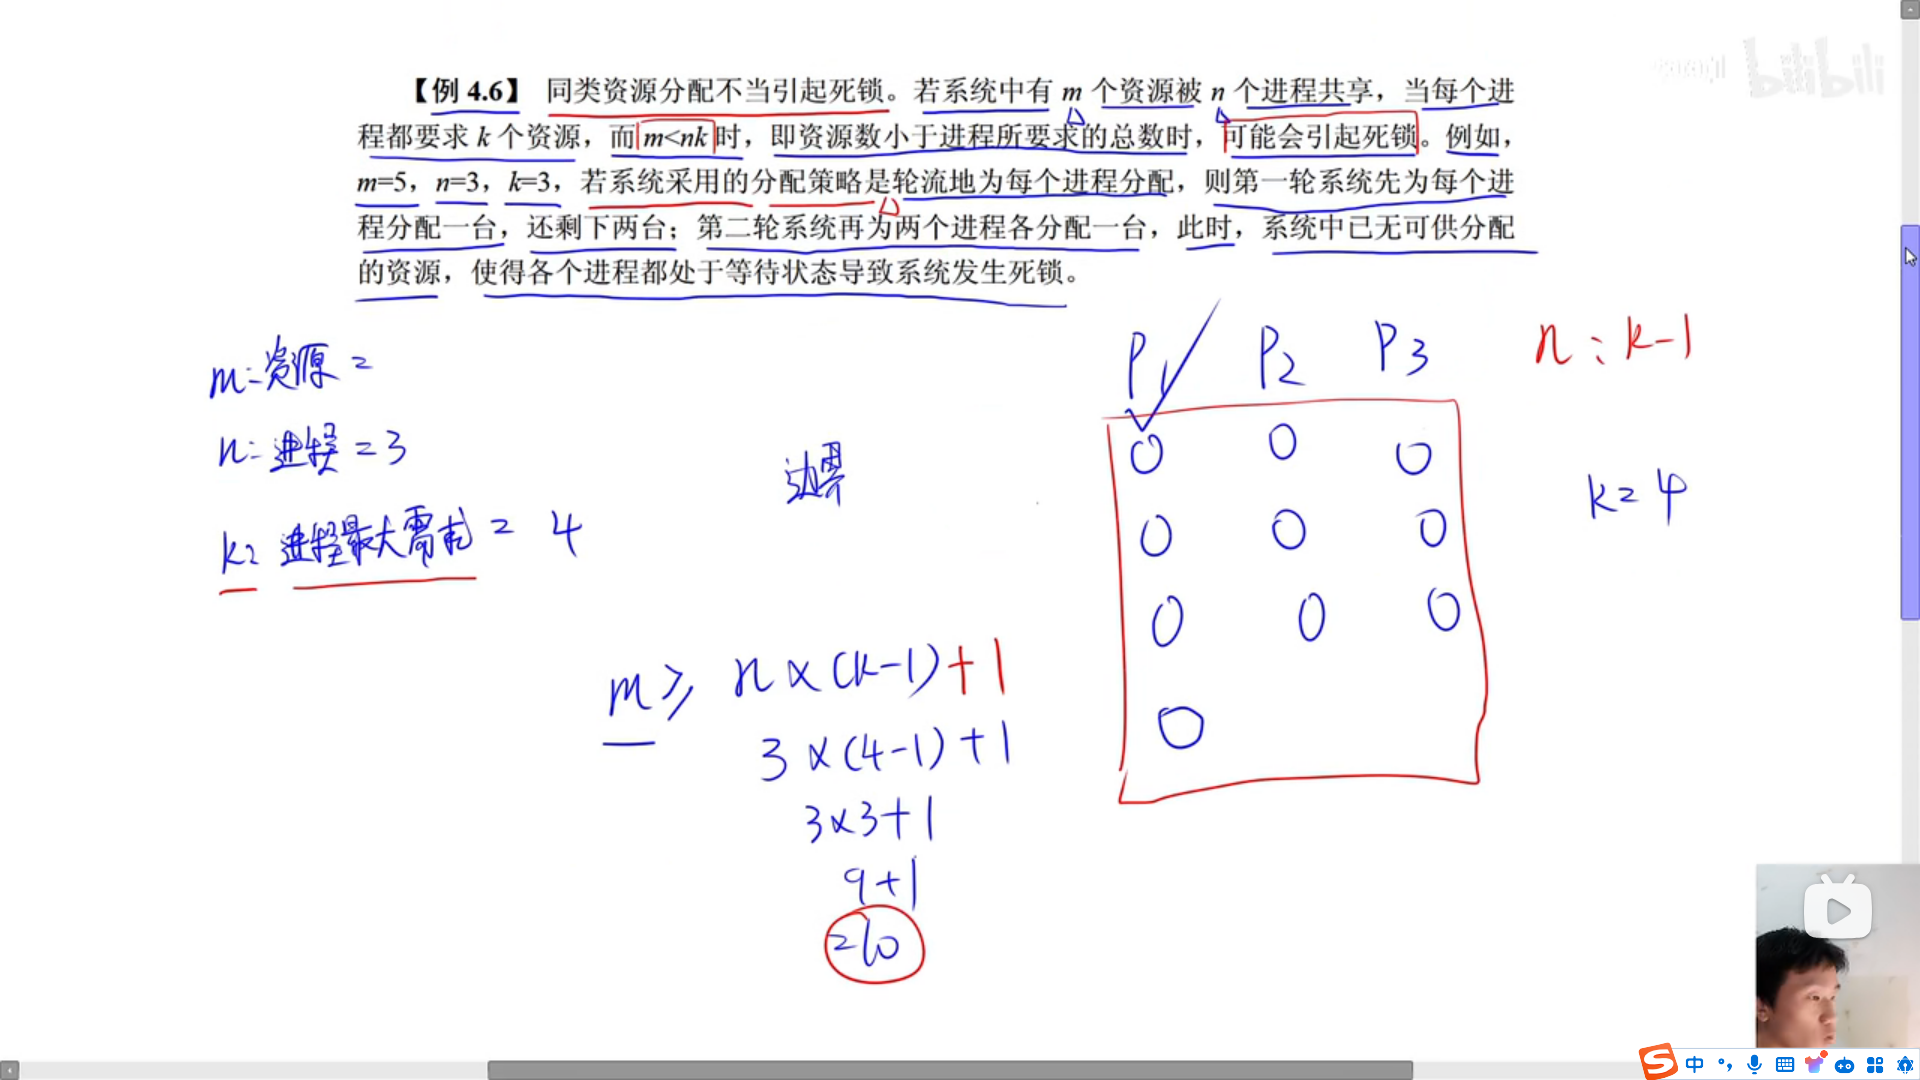 bilibili
【例 4.6】 同类资源分配不当引起死锁。若系统中有 m 个资源被 n 个进程共享，当每个进
程都要求 k 个资源，而 m<nk 时，即资源数小于进程所要求的总数时，可能会引起死锁。例如，
m=5，n=3，k=3，若系统采用的分配策略是轮流地为每个进程分配，则第一轮系统先为每个进
程分配一台，还剩下两台；第二轮系统再为两个进程各分配一台，此时，系统中已无可供分配
的资源，使得各个进程都处于等待状态导致系统发生死锁。
m=资源=
n=进程=3
k=进程最大需求=4
边界
m≥n×(k-1)+1
3×(4-1)+1
3×3+1
9+1
=10
P1 P2 P3
0 0 0
0 0 0
0 0 0
0
n:k-1
k=4
中